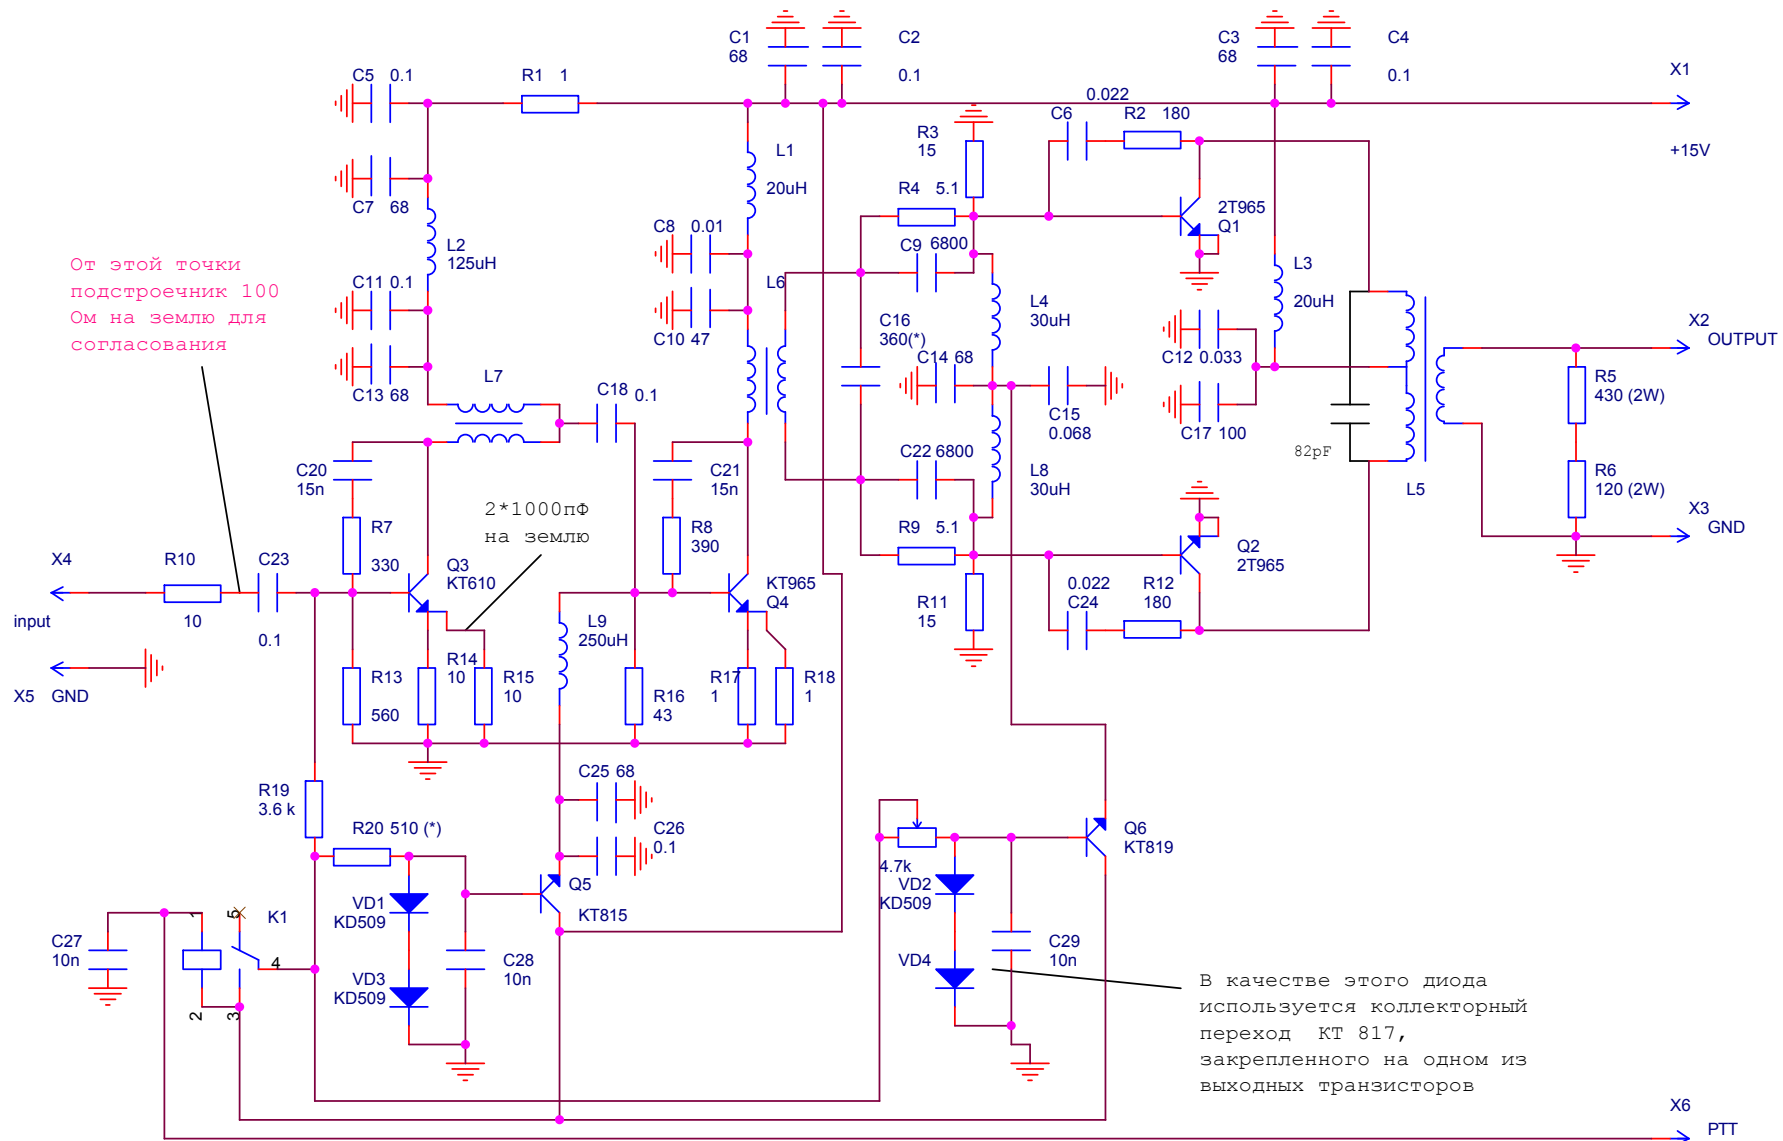 C1
68
C2
0.1
C3
68
C4
0.1
X1
+15V
C5 0.1
R1 1
C7 68
L2
125uH
C11 0.1
C13 68
L1
20uH
C8 0.01
C10 47
L6
R3
15
R4 5.1
C9 6800
0.022
C6
R2 180
2T965
Q1
L3
20uH
L4
30uH
C16
360(*)
C14 68
C15
0.068
C12 0.033
C17 100
X2
OUTPUT
R5
430 (2W)
R6
120 (2W)
X3
GND
L5
82pF
От этой точки
подстроечник 100
Ом на землю для
согласования
L7
C18 0.1
C20
15n
R7
330
2*1000пФ
на землю
C21
15n
R8
390
C22 6800
L8
30uH
R9 5.1
R11
15
0.022
C24
R12
180
Q2
2T965
X4
input
R10
10
C23
0.1
Q3
KT610
KT965
Q4
L9
250uH
X5 GND
R13
560
R14
10
R15
10
R16
43
R17
1
R18
1
R19
3.6 k
R20 510 (*)
C25 68
C26
0.1
Q5
KT815
VD1
KD509
VD3
KD509
C28
10n
C27
10n
K1
1
5
4
2
3
4.7k
VD2
KD509
VD4
C29
10n
Q6
KT819
В качестве этого диода
используется коллекторный
переход КТ 817,
закрепленного на одном из
выходных транзисторов
X6
PTT